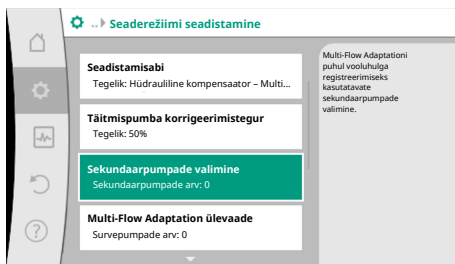 ..Seaderežiimi seadistamine
Seadistamisabi
Tegelik: Hüdrauliline kompensaator – Multi...
Täitmispumba korrigeerimistegur
Tegelik: 50%
Sekundaarpumpade valimine
Sekundaarpumpade arv: 0
Multi-Flow Adaptation ülevaade
Survepumpade arv: 0
Multi-Flow Adaptationi
puhul vooluhulga
registreerimiseks
kasutatavate
sekundaarpumpade
valimine.